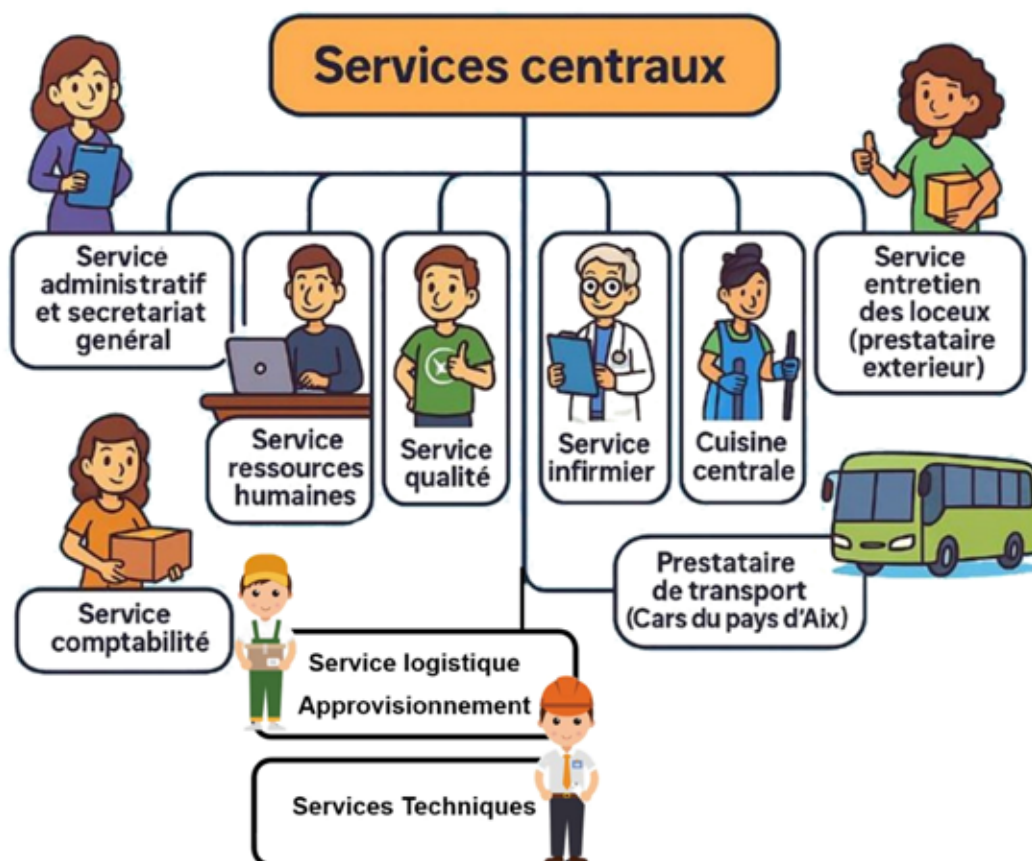 Services centraux
Service
administratif
et secretariat
genéral
Service
ressources
humaines
Service
qualité
Service
infirmier
Cuisine
centrale
Service
entretien
des loceux
(prestataire
exterieur)
Service
comptabilité
Prestataire
de transport
(Cars du pays d'Aix)
Service logistique
Approvisionnement
Services Techniques